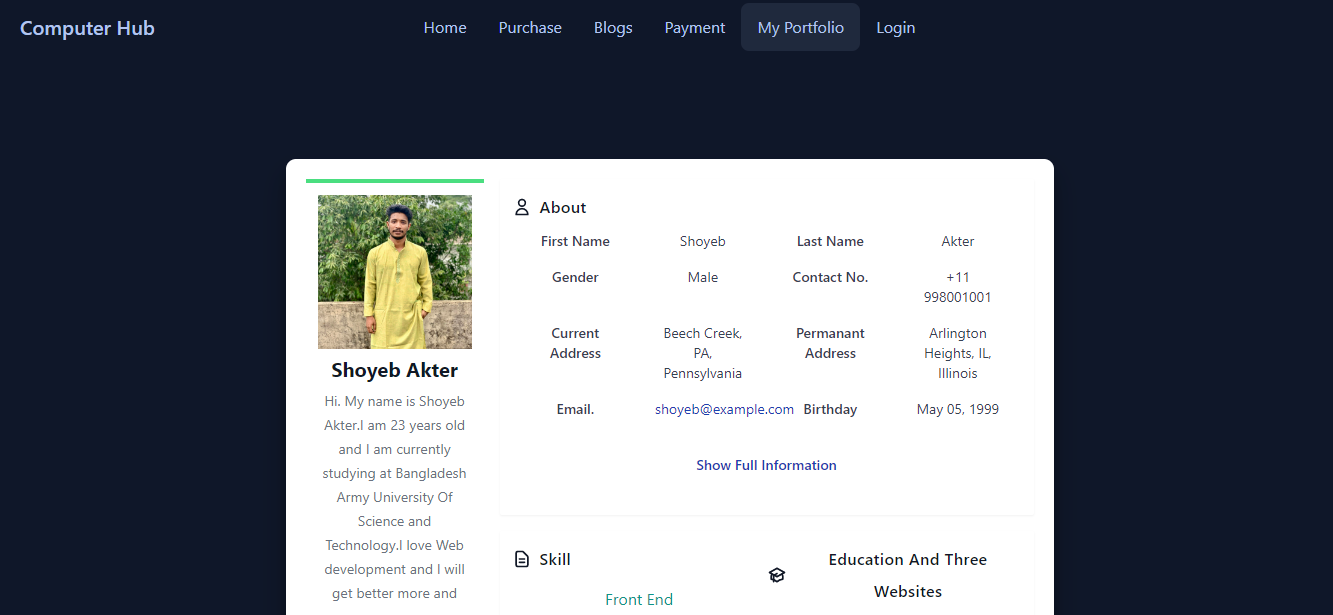 Computer Hub
Home
Purchase
Blogs
Payment
My Portfolio
Login
Shoyeb Akter
Hi. My name is Shoyeb
Akter.I am 23 years old
and I am currently
studying at Bangladesh
Army University Of
Science and
Technology.I love Web
development and I will
get better more and
About
First Name
Shoyeb
Last Name
Akter
Gender
Male
Contact No.
+11
998001001
Current
Address
Beech Creek,
PA,
Pennsylvania
Permanant
Address
Arlington
Heights, IL,
Illinois
Email.
shoyeb@example.com
Birthday
May 05, 1999
Show Full Information
Skill
Front End
Education And Three
Websites